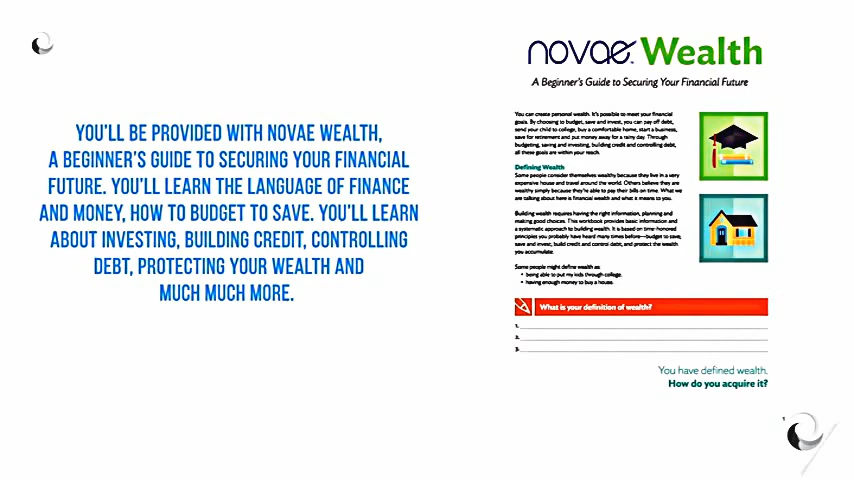 YOU'LL BE PROVIDED WITH NOVAE WEALTH,
A BEGINNER'S GUIDE TO SECURING YOUR FINANCIAL
FUTURE. YOU'LL LEARN THE LANGUAGE OF FINANCE
AND MONEY, HOW TO BUDGET TO SAVE. YOU'LL LEARN
ABOUT INVESTING, BUILDING CREDIT, CONTROLLING
DEBT, PROTECTING YOUR WEALTH AND
MUCH MUCH MORE.
novae Wealth
A Beginner's Guide to Securing Your Financial Future
You can create personal wealth. It's possible to meet your financial
goals. By choosing to budget, save and invest, you can pay off debt,
send your child to college, buy a comfortable home, start a business,
save for retirement and put money away for a rainy day. Through
budgeting, saving and investing, building credit and controlling debt,
all these goals are within your reach.
Defining Wealth
Some people consider themselves wealthy because they live in a very
expensive house and travel around the world. Others believe they are
wealthy simply because they're able to pay their bills on time. What we
are talking about here is financial wealth and what it means to you.
Building wealth requires having the right information, planning and
making good choices. This workbook provides basic information and
a systematic approach to building wealth. It is based on time-honored
principles you probably have heard many times before—budget to save;
save and invest; build credit and control debt, and protect the wealth
you accumulate.
Some people might define wealth as
• being able to put my kids through college.
• having enough money to buy a house.
What is your definition of wealth?
1.
2.
3.
You have defined wealth.
How do you acquire it?